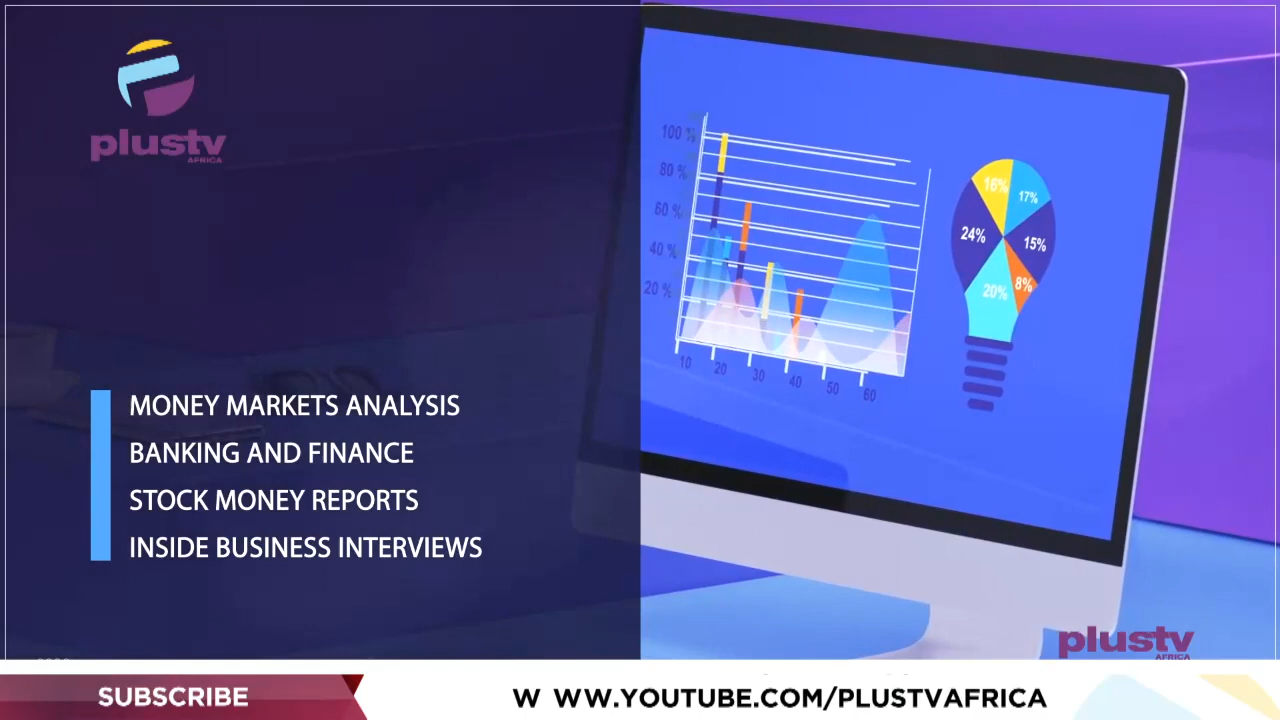 plustv
AFRICA
100 %
80 %
60 %
40 %
20 %
10
20
30
40
50
60
16%
17%
24%
15%
8%
20%
MONEY MARKETS ANALYSIS
BANKING AND FINANCE
STOCK MONEY REPORTS
INSIDE BUSINESS INTERVIEWS
plustv
AFRICA
SUBSCRIBE
W WW.YOUTUBE.COM/PLUSTVAFRICA